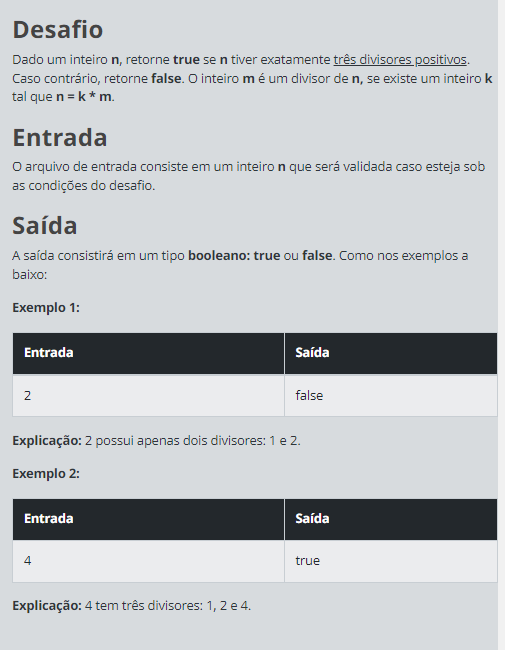 Desafio
Dado um inteiro n, retorne true se n tiver exatamente três divisores positivos.
Caso contrário, retorne false. O inteiro m é um divisor de n, se existe um inteiro k
tal que n = k * m.
Entrada
O arquivo de entrada consiste em um inteiro n que será validada caso esteja sob
as condições do desafio.
Saída
A saída consistirá em um tipo booleano: true ou false. Como nos exemplos a
baixo:
Exemplo 1:
Entrada Saída
2 false
Explicação: 2 possui apenas dois divisores: 1 e 2.
Exemplo 2:
Entrada Saída
4 true
Explicação: 4 tem três divisores: 1, 2 e 4.